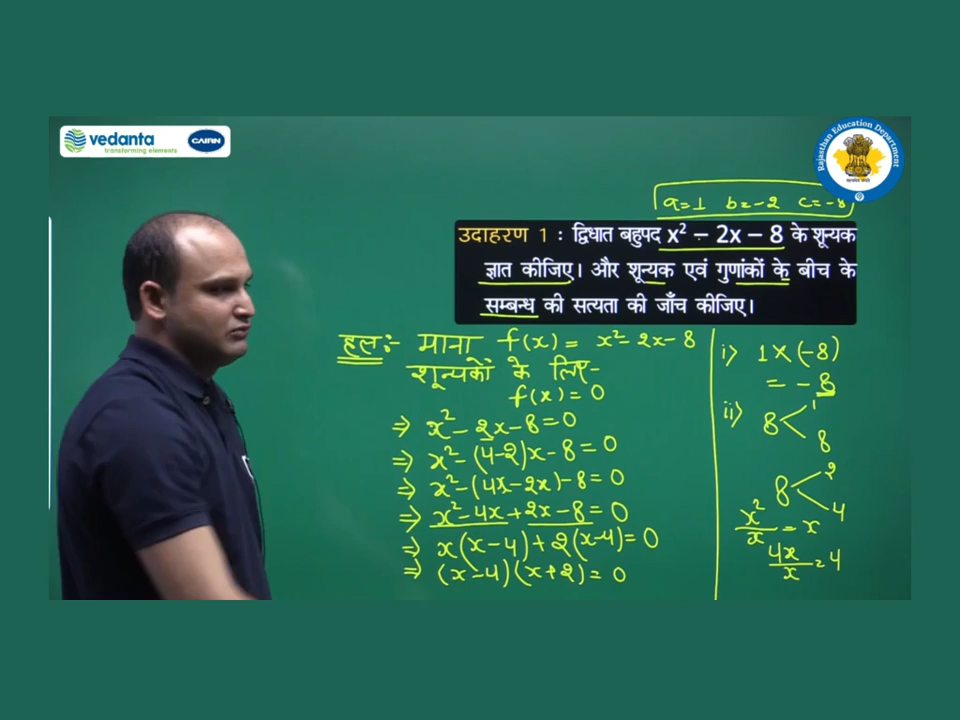 vedanta
transforming elements
CAIRN
Rajasthan Education Department
a=1 b=-2 c=-8
उदाहरण 1 : द्विघात बहुपद x² – 2x – 8 के शून्यक
ज्ञात कीजिए। और शून्यक एवं गुणांकों के बीच के
सम्बन्ध की सत्यता की जाँच कीजिए।
हल:- माना f(x) = x²-2x-8
शून्यकों के लिए-
f(x)=0
⇒ x²-2x-8=0
⇒ x²-(4-2)x-8=0
⇒ x²-(4x-2x)-8=0
⇒ x²-4x+2x-8=0
⇒ x(x-4)+2(x-4)=0
⇒ (x-4)(x+2)=0
i) 1×(-8)
= -8
ii) 8 < 1
8
8 < 2
4
x²/x = x
4x/x = 4